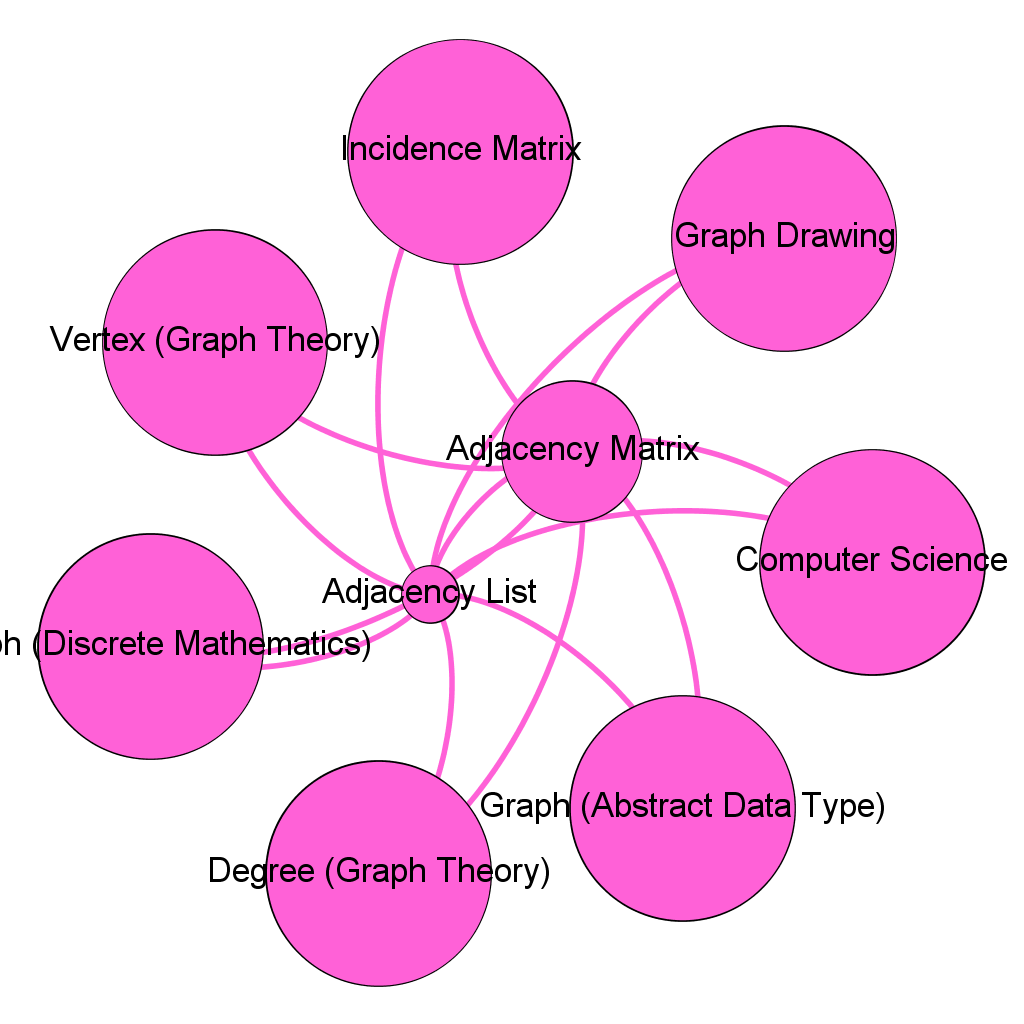 Incidence Matrix
Graph Drawing
Vertex (Graph Theory)
Adjacency Matrix
Computer Science
Adjacency List
ph (Discrete Mathematics)
Graph (Abstract Data Type)
Degree (Graph Theory)